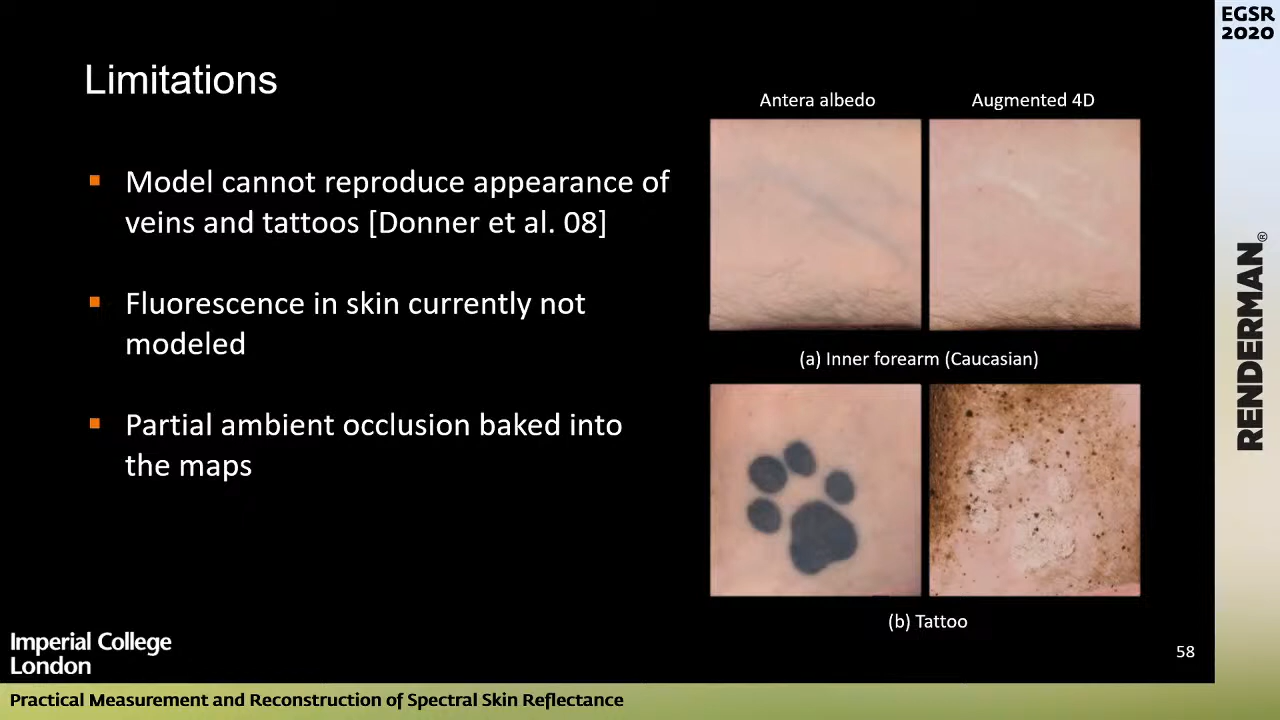 EGSR
2020
Limitations
Antera albedo
Augmented 4D
Model cannot reproduce appearance of
veins and tattoos [Donner et al. 08]
Fluorescence in skin currently not
modeled
Partial ambient occlusion baked into
the maps
(a) Inner forearm (Caucasian)
(b) Tattoo
RENDERMAN®
Imperial College
London
58
Practical Measurement and Reconstruction of Spectral Skin Reflectance